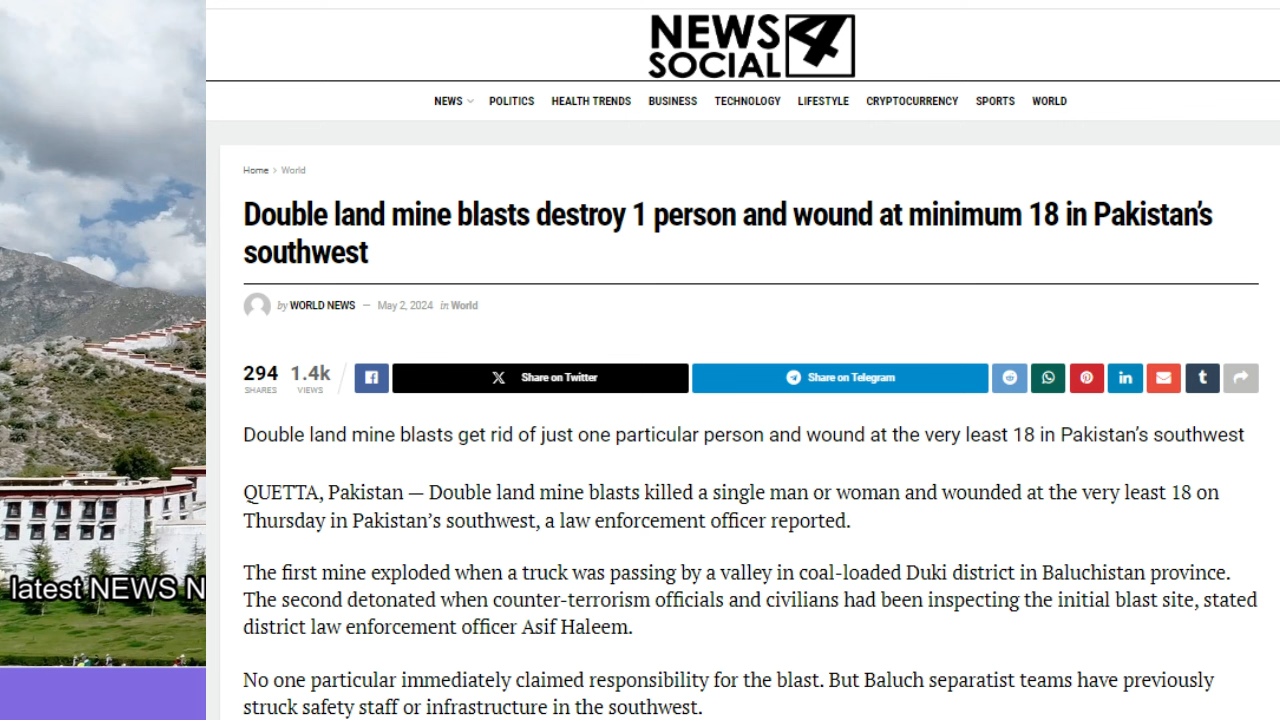 NEWS 4
SOCIAL
NEWS POLITICS HEALTH TRENDS BUSINESS TECHNOLOGY LIFESTYLE CRYPTOCURRENCY SPORTS WORLD
Home > World
Double land mine blasts destroy 1 person and wound at minimum 18 in Pakistan's
southwest
by WORLD NEWS — May 2, 2024 in World
294 1.4k
SHARES VIEWS
Share on Twitter
Share on Telegram
Double land mine blasts get rid of just one particular person and wound at the very least 18 in Pakistan's southwest
QUETTA, Pakistan — Double land mine blasts killed a single man or woman and wounded at the very least 18 on
Thursday in Pakistan's southwest, a law enforcement officer reported.
The first mine exploded when a truck was passing by a valley in coal-loaded Duki district in Baluchistan province.
The second detonated when counter-terrorism officials and civilians had been inspecting the initial blast site, stated
district law enforcement officer Asif Haleem.
No one particular immediately claimed responsibility for the blast. But Baluch separatist teams have previously
struck safety staff or infrastructure in the southwest.
latest NEWS N